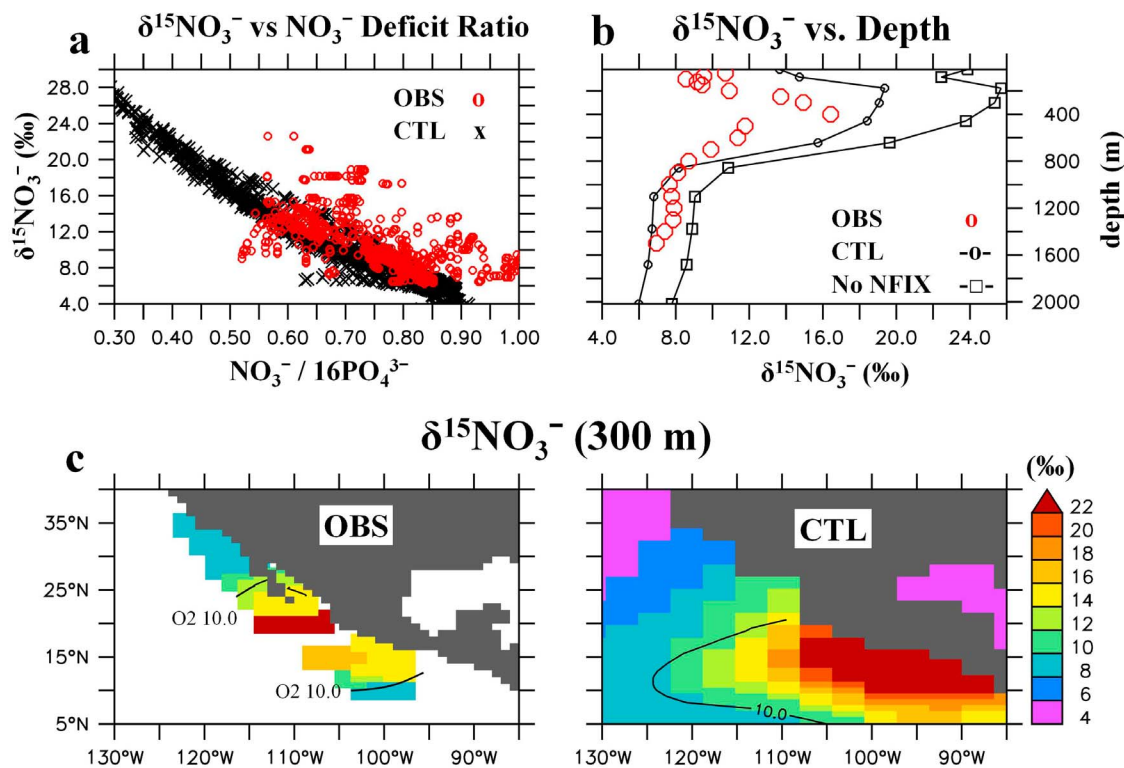 a δ¹⁵NO₃⁻ vs NO₃⁻ Deficit Ratio
28.0
24.0
20.0
16.0
12.0
8.0
4.0
δ¹⁵NO₃⁻ (‰)
OBS o
CTL x
0.30 0.40 0.50 0.60 0.70 0.80 0.90 1.00
NO₃⁻ / 16PO₄³⁻
b δ¹⁵NO₃⁻ vs. Depth
400
800
1200
1600
2000
depth (m)
OBS o
CTL -o-
No NFIX -□-
4.0 8.0 12.0 16.0 20.0 24.0
δ¹⁵NO₃⁻ (‰)
δ¹⁵NO₃⁻ (300 m)
c
OBS
35°N
25°N
15°N
5°N
O2 10.0
O2 10.0
130°W 120°W 110°W 100°W 90°W
CTL
10.0
130°W 120°W 110°W 100°W 90°W
(‰)
22
20
18
16
14
12
10
8
6
4